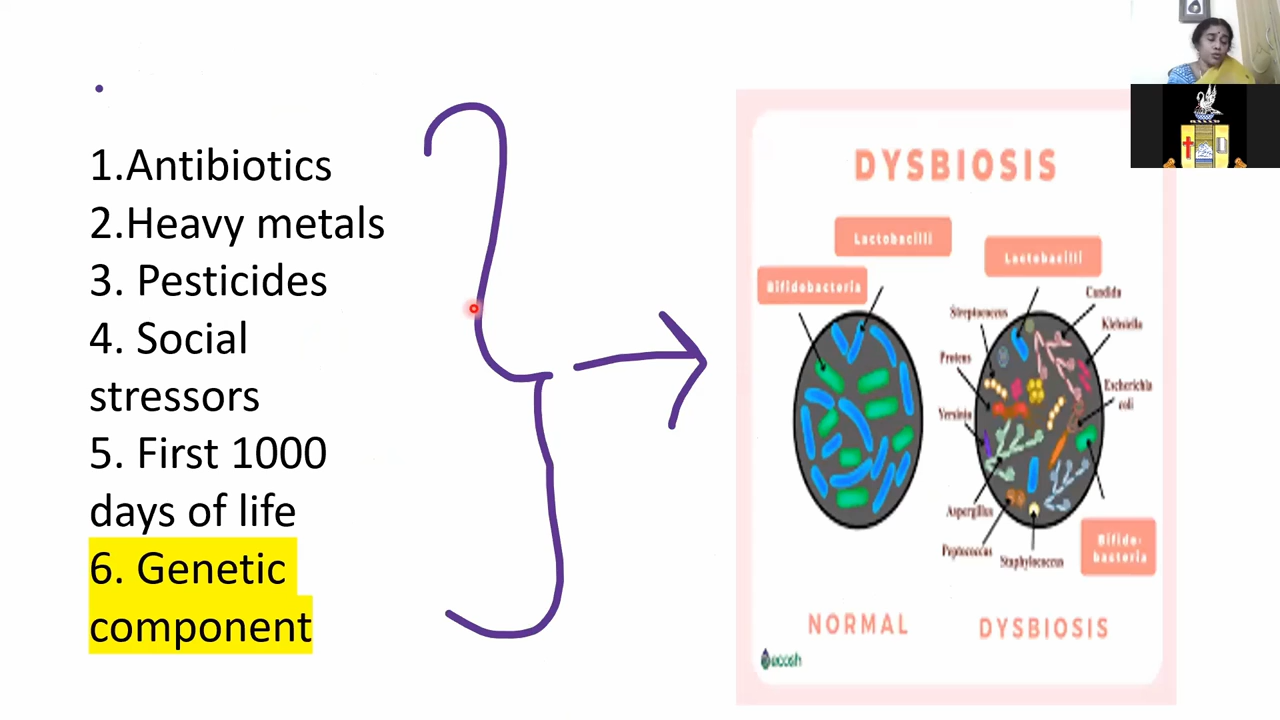 1.Antibiotics
2.Heavy metals
3. Pesticides
4. Social
stressors
5. First 1000
days of life
6. Genetic
component
DYSBIOSIS
Lactobacilli
Bifidobacteria
Lactobacilli
Candida
Streptococcus
Klebsiella
Proteus
Escherichia
coli
Yersinia
Aspergillus
Peptococcus
Staphylococcus
Bifido-
bacteria
NORMAL
DYSBIOSIS
ecosh